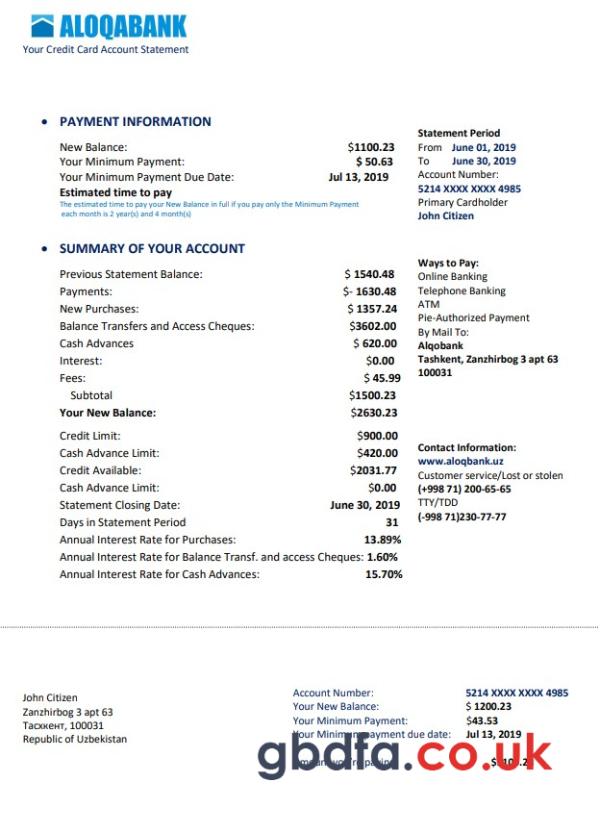 ALOQABANK
Your Credit Card Account Statement
• PAYMENT INFORMATION
New Balance: $1100.23
Your Minimum Payment: $ 50.63
Your Minimum Payment Due Date: Jul 13, 2019
Estimated time to pay
The estimated time to pay your New Balance in full if you pay only the Minimum Payment
each month is 2 year(s) and 4 month(s)
Statement Period
From June 01, 2019
To June 30, 2019
Account Number:
5214 XXXX XXXX 4985
Primary Cardholder
John Citizen
• SUMMARY OF YOUR ACCOUNT
Previous Statement Balance: $ 1540.48
Payments: $- 1630.48
New Purchases: $ 1357.24
Balance Transfers and Access Cheques: $3602.00
Cash Advances $ 620.00
Interest: $0.00
Fees: $ 45.99
Subtotal $1500.23
Your New Balance: $2630.23
Credit Limit: $900.00
Cash Advance Limit: $420.00
Credit Available: $2031.77
Cash Advance Limit: $0.00
Statement Closing Date: June 30, 2019
Days in Statement Period 31
Annual Interest Rate for Purchases: 13.89%
Annual Interest Rate for Balance Transf. and access Cheques: 1.60%
Annual Interest Rate for Cash Advances: 15.70%
Ways to Pay:
Online Banking
Telephone Banking
ATM
Pie-Authorized Payment
By Mail To:
Alqobank
Tashkent, Zanzhirbog 3 apt 63
100031
Contact Information:
www.aloqbank.uz
Customer service/Lost or stolen
(+998 71) 200-65-65
TTY/TDD
(-998 71)230-77-77
John Citizen
Zanzhirbog 3 apt 63
Тасхкент, 100031
Republic of Uzbekistan
Account Number: 5214 XXXX XXXX 4985
Your New Balance: $ 1200.23
Your Minimum Payment: $43.53
Your Minimum payment due date: Jul 13, 2019
gbdfa.co.uk